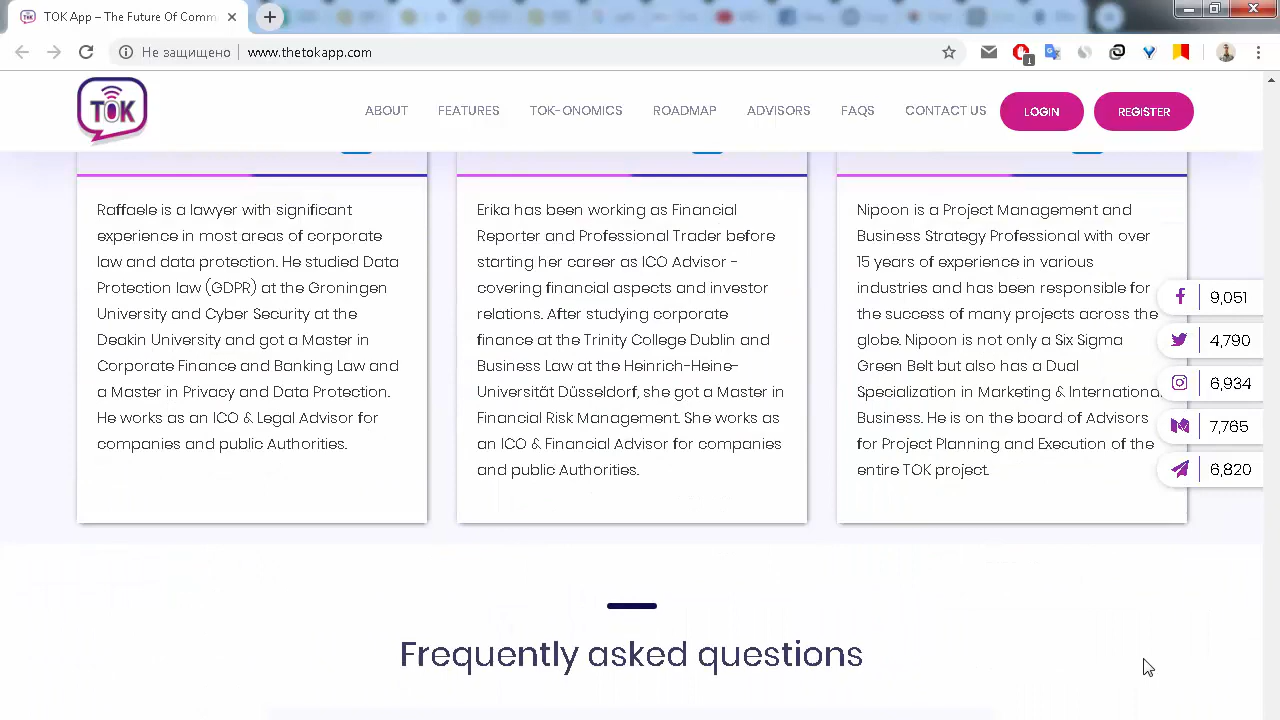 TOK App – The Future Of Comm
Не защищено
www.thetokapp.com
1
TOK
ABOUT
FEATURES
TOK-ONOMICS
ROADMAP
ADVISORS
FAQS
CONTACT US
LOGIN
REGISTER
Raffaele is a lawyer with significant
experience in most areas of corporate
law and data protection. He studied Data
Protection law (GDPR) at the Groningen
University and Cyber Security at the
Deakin University and got a Master in
Corporate Finance and Banking Law and
a Master in Privacy and Data Protection.
He works as an ICO & Legal Advisor for
companies and public Authorities.
Erika has been working as Financial
Reporter and Professional Trader before
starting her career as ICO Advisor -
covering financial aspects and investor
relations. After studying corporate
finance at the Trinity College Dublin and
Business Law at the Heinrich-Heine-
Universität Düsseldorf, she got a Master in
Financial Risk Management. She works as
an ICO & Financial Advisor for companies
and public Authorities.
Nipoon is a Project Management and
Business Strategy Professional with over
15 years of experience in various
industries and has been responsible for
the success of many projects across the
globe. Nipoon is not only a Six Sigma
Green Belt but also has a Dual
Specialization in Marketing & International
Business. He is on the board of Advisors
for Project Planning and Execution of the
entire TOK project.
9,051
4,790
6,934
7,765
6,820
Frequently asked questions